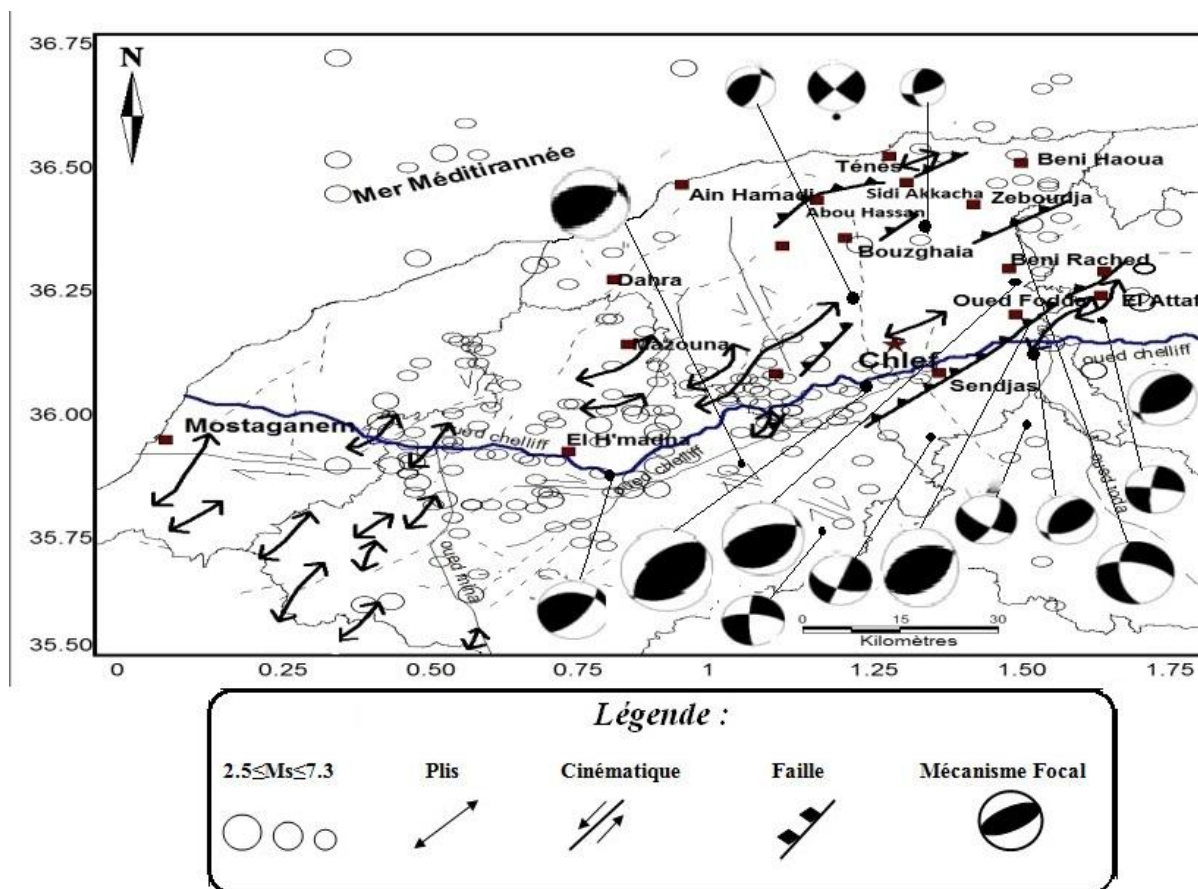 36.75
N
36.50
Mer Méditirannée
Ténes
Beni Haoua
Ain Hamadi
Sidi Akkacha
Abou Hassan
Zeboudja
Bouzghaia
Beni Rached
36.25
Dahra
Oued Fodda
El Attaf
Mazouna
Chlef
oued chelliff
Sendjas
36.00
Mostaganem
oued chelliff
El H'madna
oued chelliff
oued roda
35.75
oued mina
35.50
0 15 30
Kilomètres
0 0.25 0.50 0.75 1 1.25 1.50 1.75
Légende :
2.5≤Ms≤7.3 Plis Cinématique Faille Mécanisme Focal